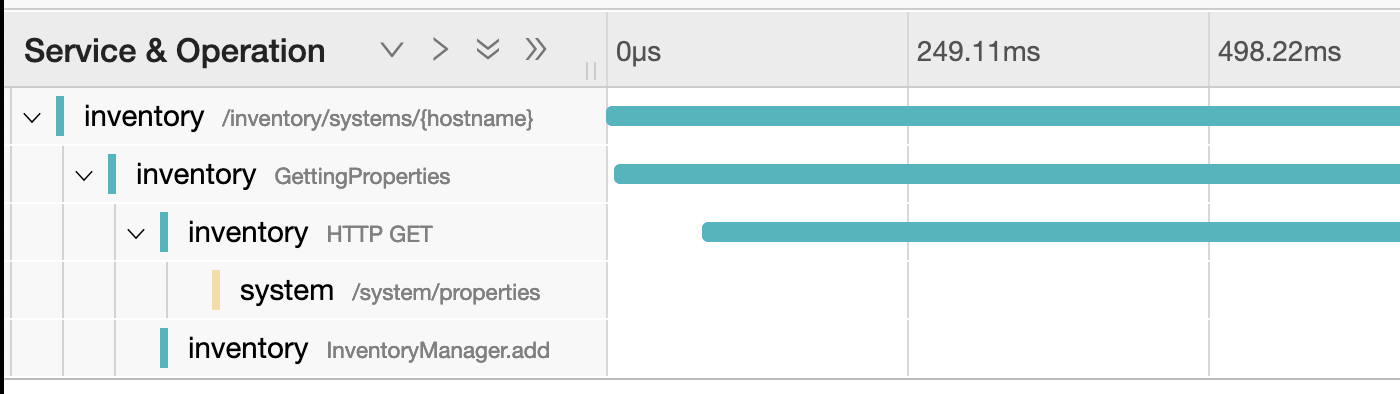 Service & Operation 0μs 249.11ms 498.22ms
inventory /inventory/systems/{hostname}
inventory GettingProperties
inventory HTTP GET
system /system/properties
inventory InventoryManager.add